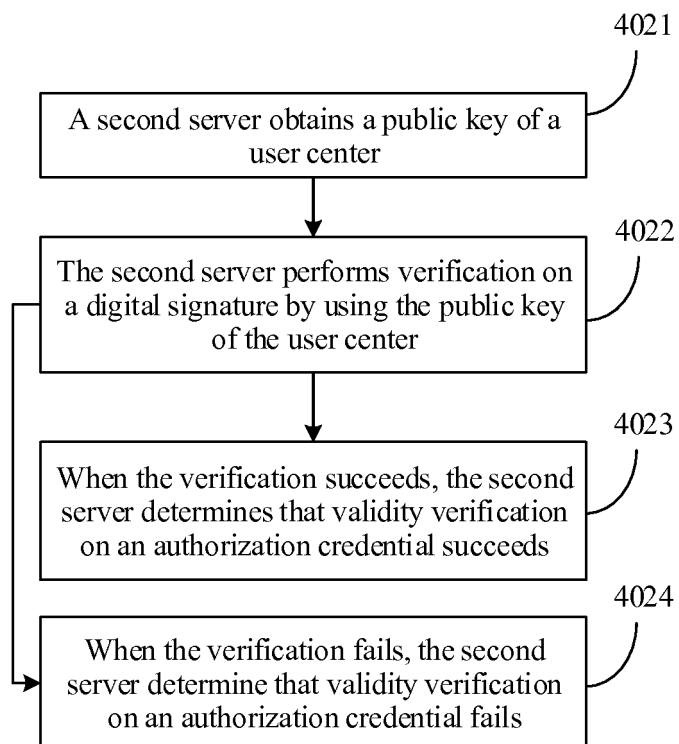 4021
A second server obtains a public key of a
user center
4022
The second server performs verification on
a digital signature by using the public key
of the user center
4023
When the verification succeeds, the second
server determines that validity verification
on an authorization credential succeeds
4024
When the verification fails, the second
server determine that validity verification
on an authorization credential fails